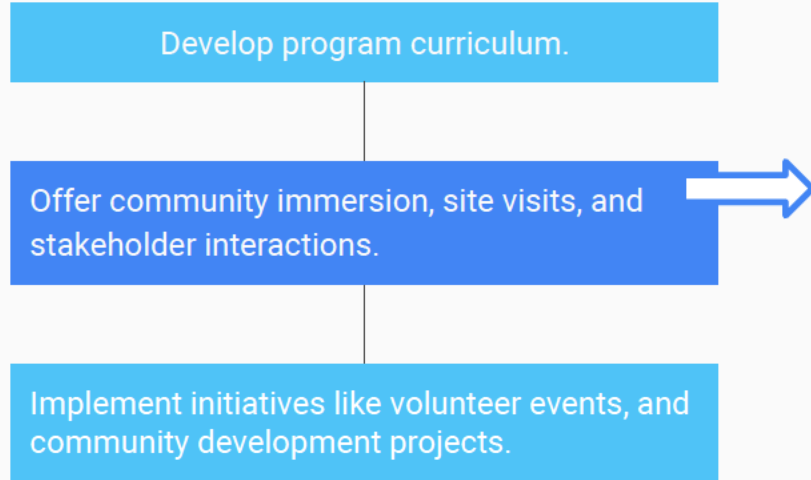 Develop program curriculum.
Offer community immersion, site visits, and
stakeholder interactions.
Implement initiatives like volunteer events, and
community development projects.